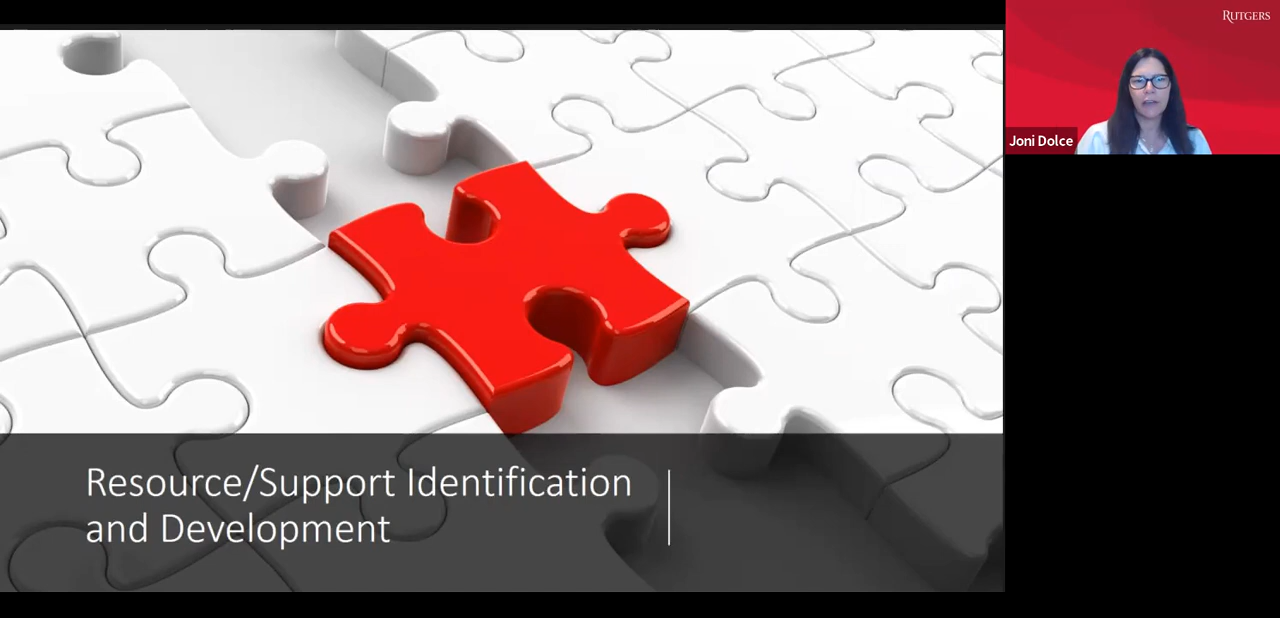 RUTGERS
Joni Dolce
Resource/Support Identification
and Development